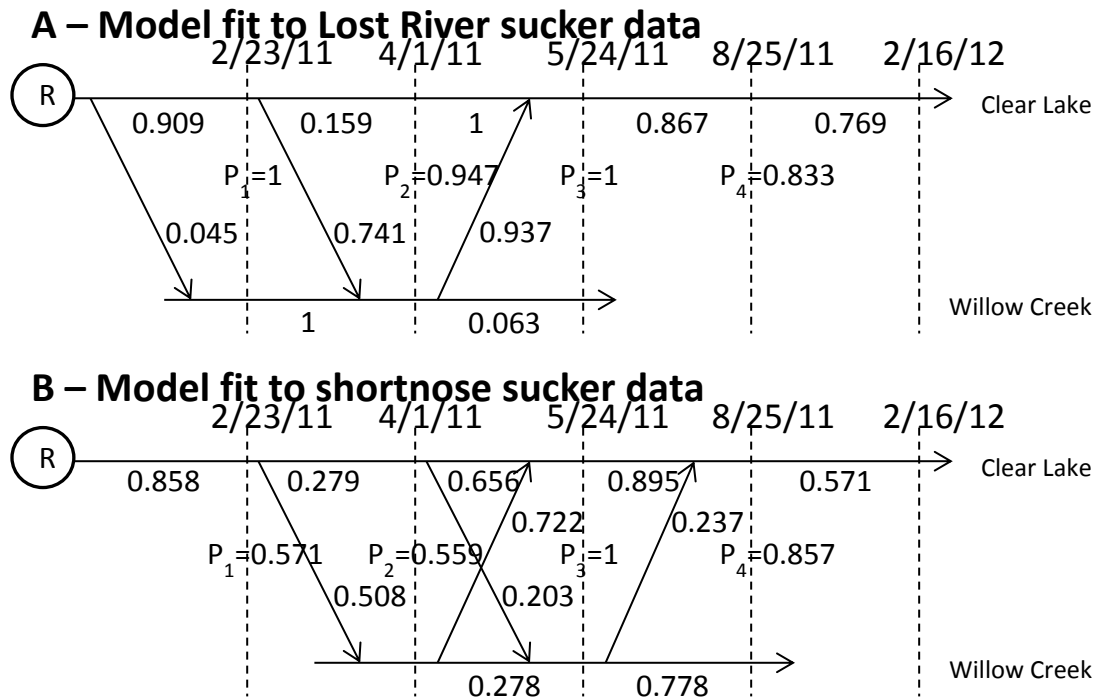 A – Model fit to Lost River sucker data
2/23/11 4/1/11 5/24/11 8/25/11 2/16/12
R
Clear Lake
0.909 0.159 1 0.867 0.769
P1=1 P2=0.947 P3=1 P4=0.833
0.045 0.741 0.937
Willow Creek
1 0.063
B – Model fit to shortnose sucker data
2/23/11 4/1/11 5/24/11 8/25/11 2/16/12
R
Clear Lake
0.858 0.279 0.656 0.895 0.571
0.722 0.237
P1=0.571 P2=0.559 P3=1 P4=0.857
0.508 0.203
Willow Creek
0.278 0.778